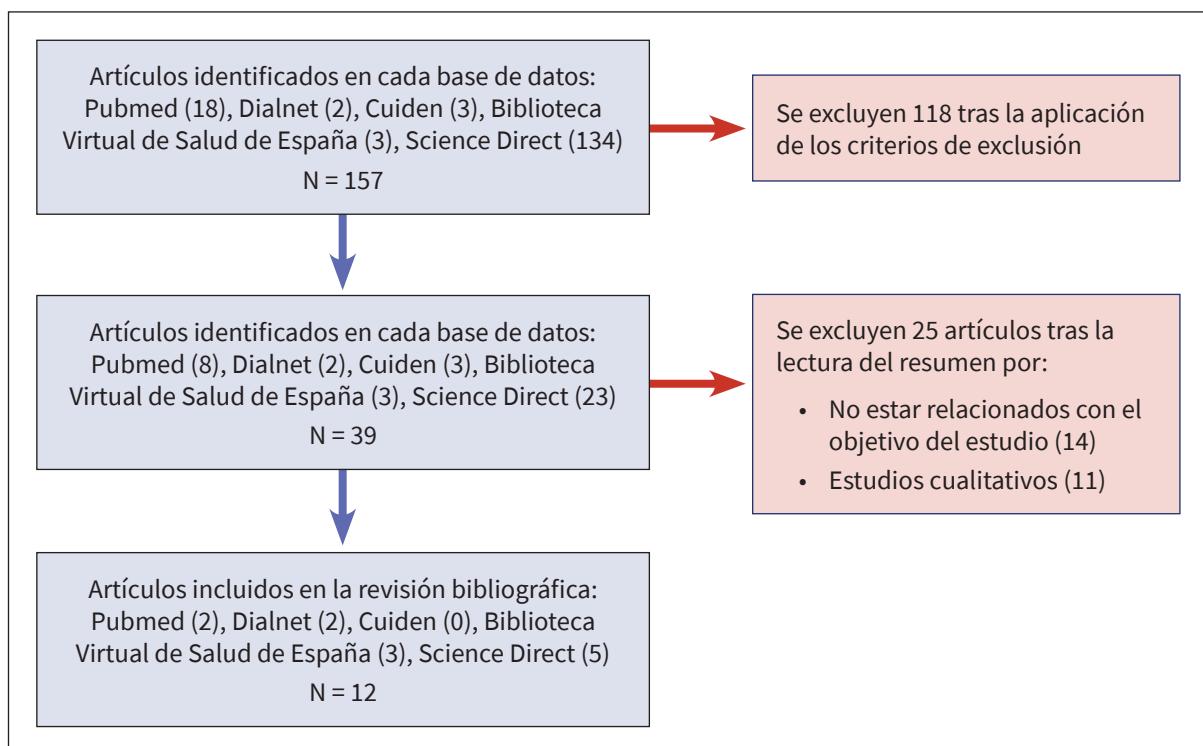 Artículos identificados en cada base de datos:
Pubmed (18), Dialnet (2), Cuiden (3), Biblioteca
Virtual de Salud de España (3), Science Direct (134)
N = 157
Se excluyen 118 tras la aplicación
de los criterios de exclusión
Artículos identificados en cada base de datos:
Pubmed (8), Dialnet (2), Cuiden (3), Biblioteca
Virtual de Salud de España (3), Science Direct (23)
N = 39
Se excluyen 25 artículos tras la
lectura del resumen por:
• No estar relacionados con el
objetivo del estudio (14)
• Estudios cualitativos (11)
Artículos incluidos en la revisión bibliográfica:
Pubmed (2), Dialnet (2), Cuiden (0), Biblioteca
Virtual de Salud de España (3), Science Direct (5)
N = 12